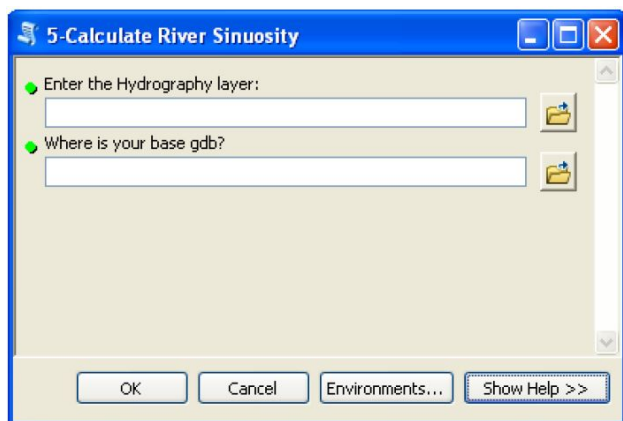 5-Calculate River Sinuosity
Enter the Hydrography layer:
Where is your base gdb?
OK Cancel Environments... Show Help >>